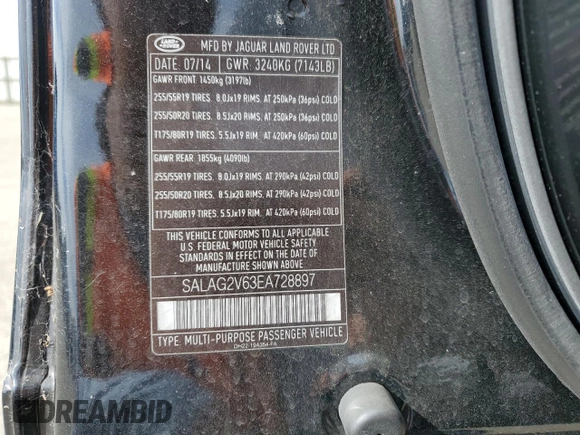 LAND ROVER
MFD BY JAGUAR LAND ROVER LTD
DATE 07/14 GWR. 3240KG (7143LB)
GAWR FRONT. 1450kg (3197lb)
255/55R19 TIRES. 8.0Jx19 RIMS. AT 250kPa (36psi) COLD
255/50R20 TIRES. 8.5Jx20 RIMS. AT 250kPa (36psi) COLD
T175/80R19 TIRES. 5.5Jx19 RIM. AT 420kPa (60psi) COLD
GAWR REAR. 1855kg (4090lb)
255/55R19 TIRES. 8.0Jx19 RIMS. AT 290kPa (42psi) COLD
255/50R20 TIRES. 8.5Jx20 RIMS. AT 290kPa (42psi) COLD
T175/80R19 TIRES. 5.5Jx19 RIM. AT 420kPa (60psi) COLD
THIS VEHICLE CONFORMS TO ALL APPLICABLE
U.S. FEDERAL MOTOR VEHICLE SAFETY
STANDARDS IN EFFECT ON THE DATE OF
MANUFACTURE SHOWN ABOVE.
SALAG2V63EA728897
TYPE: MULTI-PURPOSE PASSENGER VEHICLE
DREAMBID